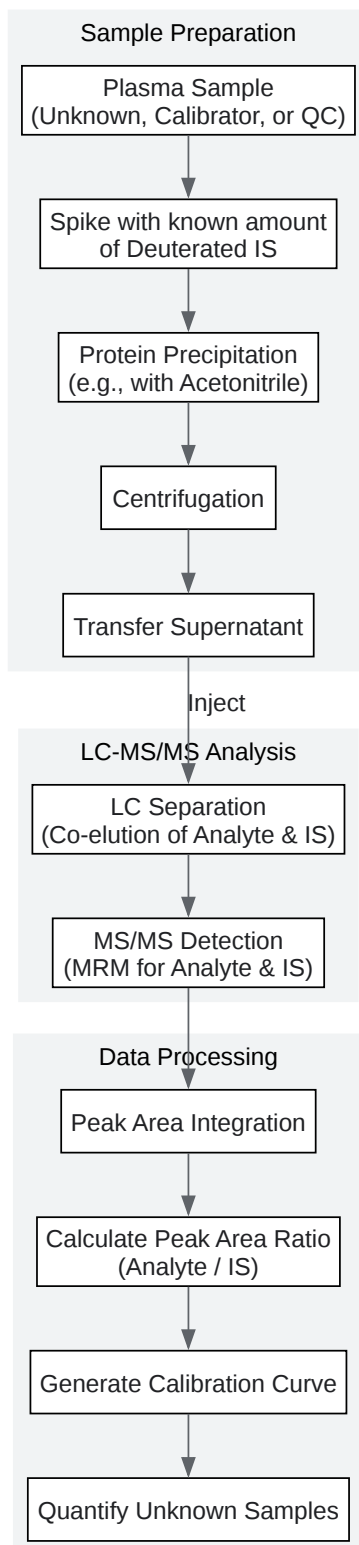 Sample Preparation
Plasma Sample
(Unknown, Calibrator, or QC)
Spike with known amount
of Deuterated IS
Protein Precipitation
(e.g., with Acetonitrile)
Centrifugation
Transfer Supernatant
Inject
LC-MS/MS Analysis
LC Separation
(Co-elution of Analyte & IS)
MS/MS Detection
(MRM for Analyte & IS)
Data Processing
Peak Area Integration
Calculate Peak Area Ratio
(Analyte / IS)
Generate Calibration Curve
Quantify Unknown Samples